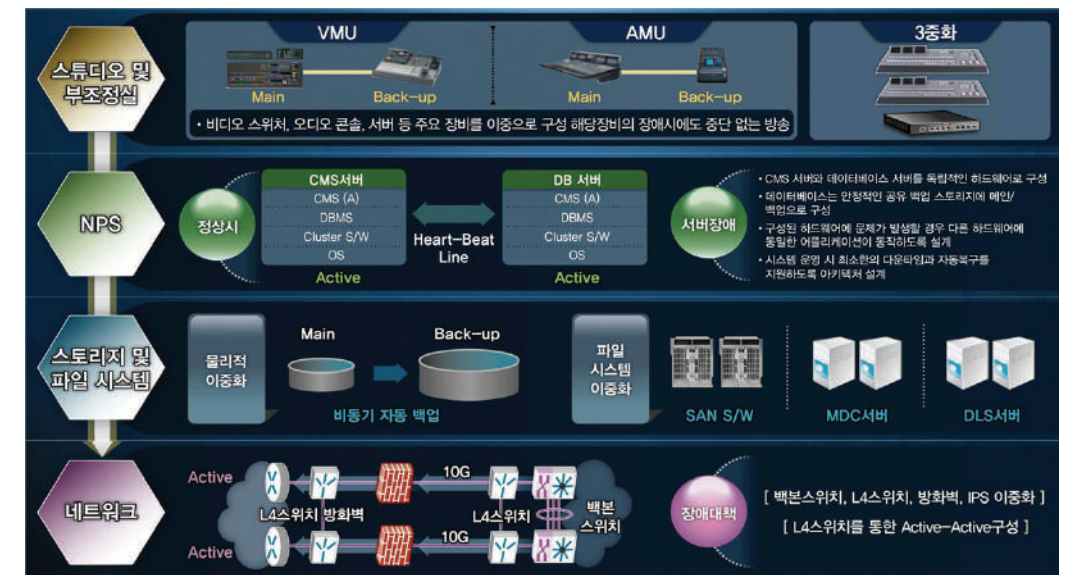 스튜디오 및
부조정실
VMU
Main
Back-up
AMU
Main
Back-up
• 비디오 스위처, 오디오 콘솔, 서버 등 주요 장비를 이중으로 구성 해당장비의 장애시에도 중단 없는 방송
3중화
NPS
정상시
CMS서버
CMS (A)
DBMS
Cluster S/W
OS
Active
Heart-Beat
Line
DB 서버
CMS (A)
DBMS
Cluster S/W
OS
Active
서버장애
• CMS 서버와 데이터베이스 서버를 독립적인 하드웨어로 구성
• 데이터베이스는 안정적인 공유 백업 스토리지에 메인/
백업으로 구성
• 구성된 하드웨어에 문제가 발생할 경우 다른 하드웨어에
동일한 어플리케이션이 동작하도록 설계
• 시스템 운영 시 최소한의 다운타임과 자동복구를
지원하도록 아키텍처 설계
스토리지 및
파일 시스템
물리적
이중화
Main
Back-up
비동기 자동 백업
파일
시스템
이중화
SAN S/W
MDC서버
DLS서버
네트워크
Active
10G
L4스위치 방화벽
L4스위치
백본
스위치
10G
Active
장애대책
[ 백본스위치, L4스위치, 방화벽, IPS 이중화 ]
[ L4스위치를 통한 Active-Active구성 ]